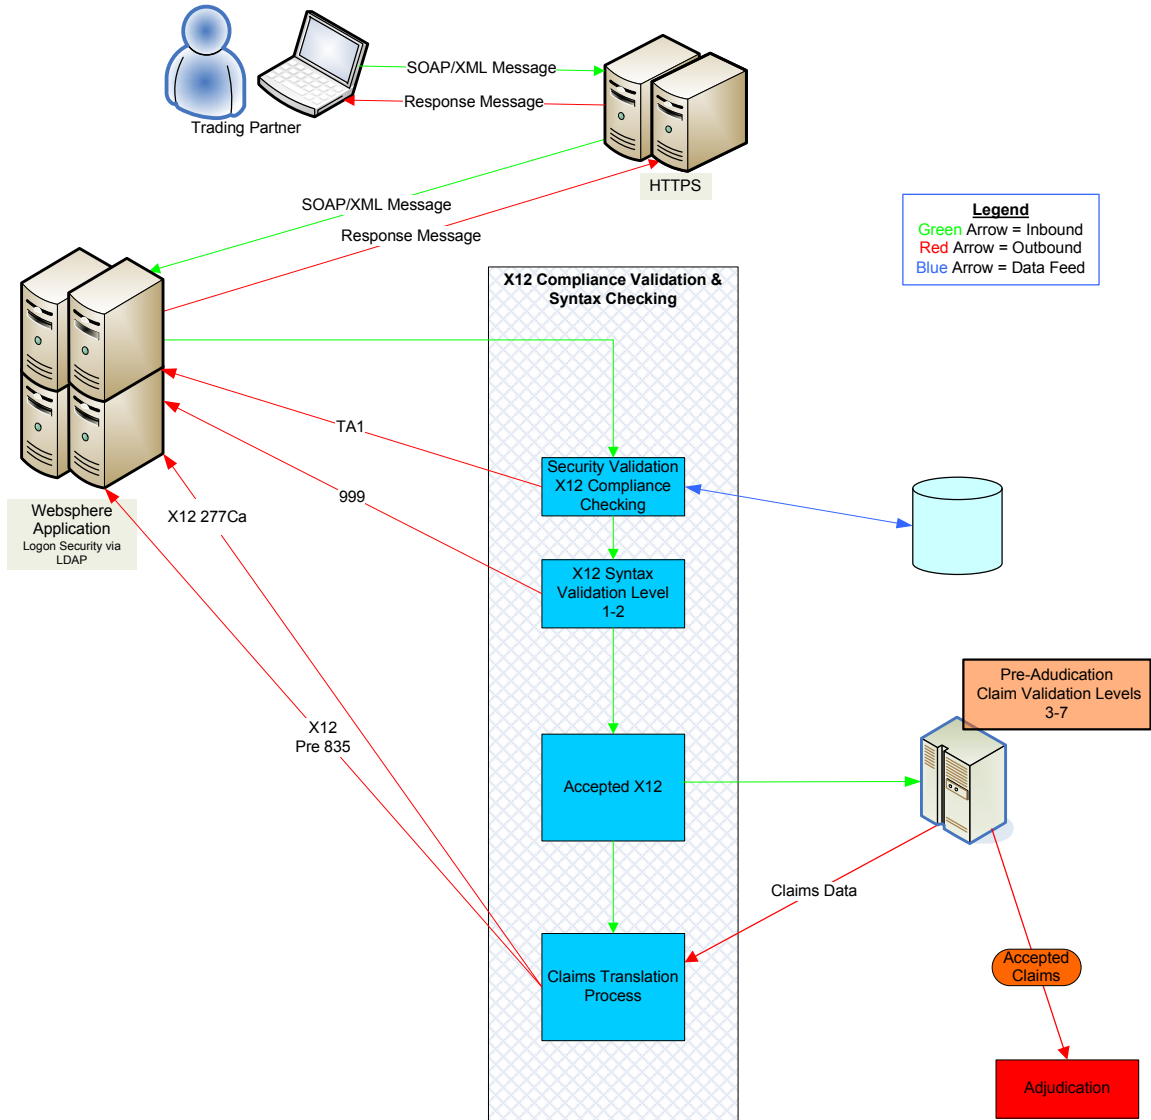 SOAP/XML Message
Response Message
Trading Partner
HTTPS
SOAP/XML Message
Response Message
Legend
Green Arrow = Inbound
Red Arrow = Outbound
Blue Arrow = Data Feed
X12 Compliance Validation &
Syntax Checking
TA1
999
X12 277Ca
Websphere
Application
Logon Security via
LDAP
Security Validation
X12 Compliance
Checking
X12 Syntax
Validation Level
1-2
Pre-Adudication
Claim Validation Levels
3-7
X12
Pre 835
Accepted X12
Claims Data
Claims Translation
Process
Accepted
Claims
Adjudication